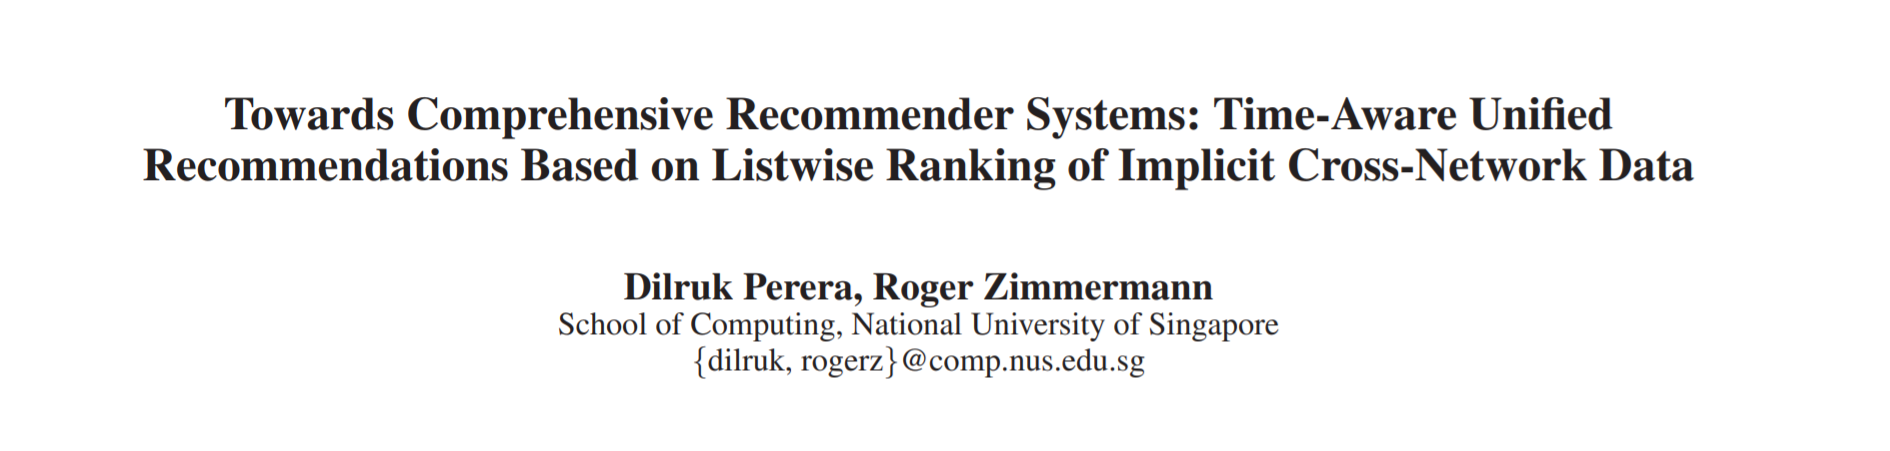 Towards Comprehensive Recommender Systems: Time-Aware Unified
Recommendations Based on Listwise Ranking of Implicit Cross-Network Data
Dilruk Perera, Roger Zimmermann
School of Computing, National University of Singapore
{dilruk, rogerz}@comp.nus.edu.sg